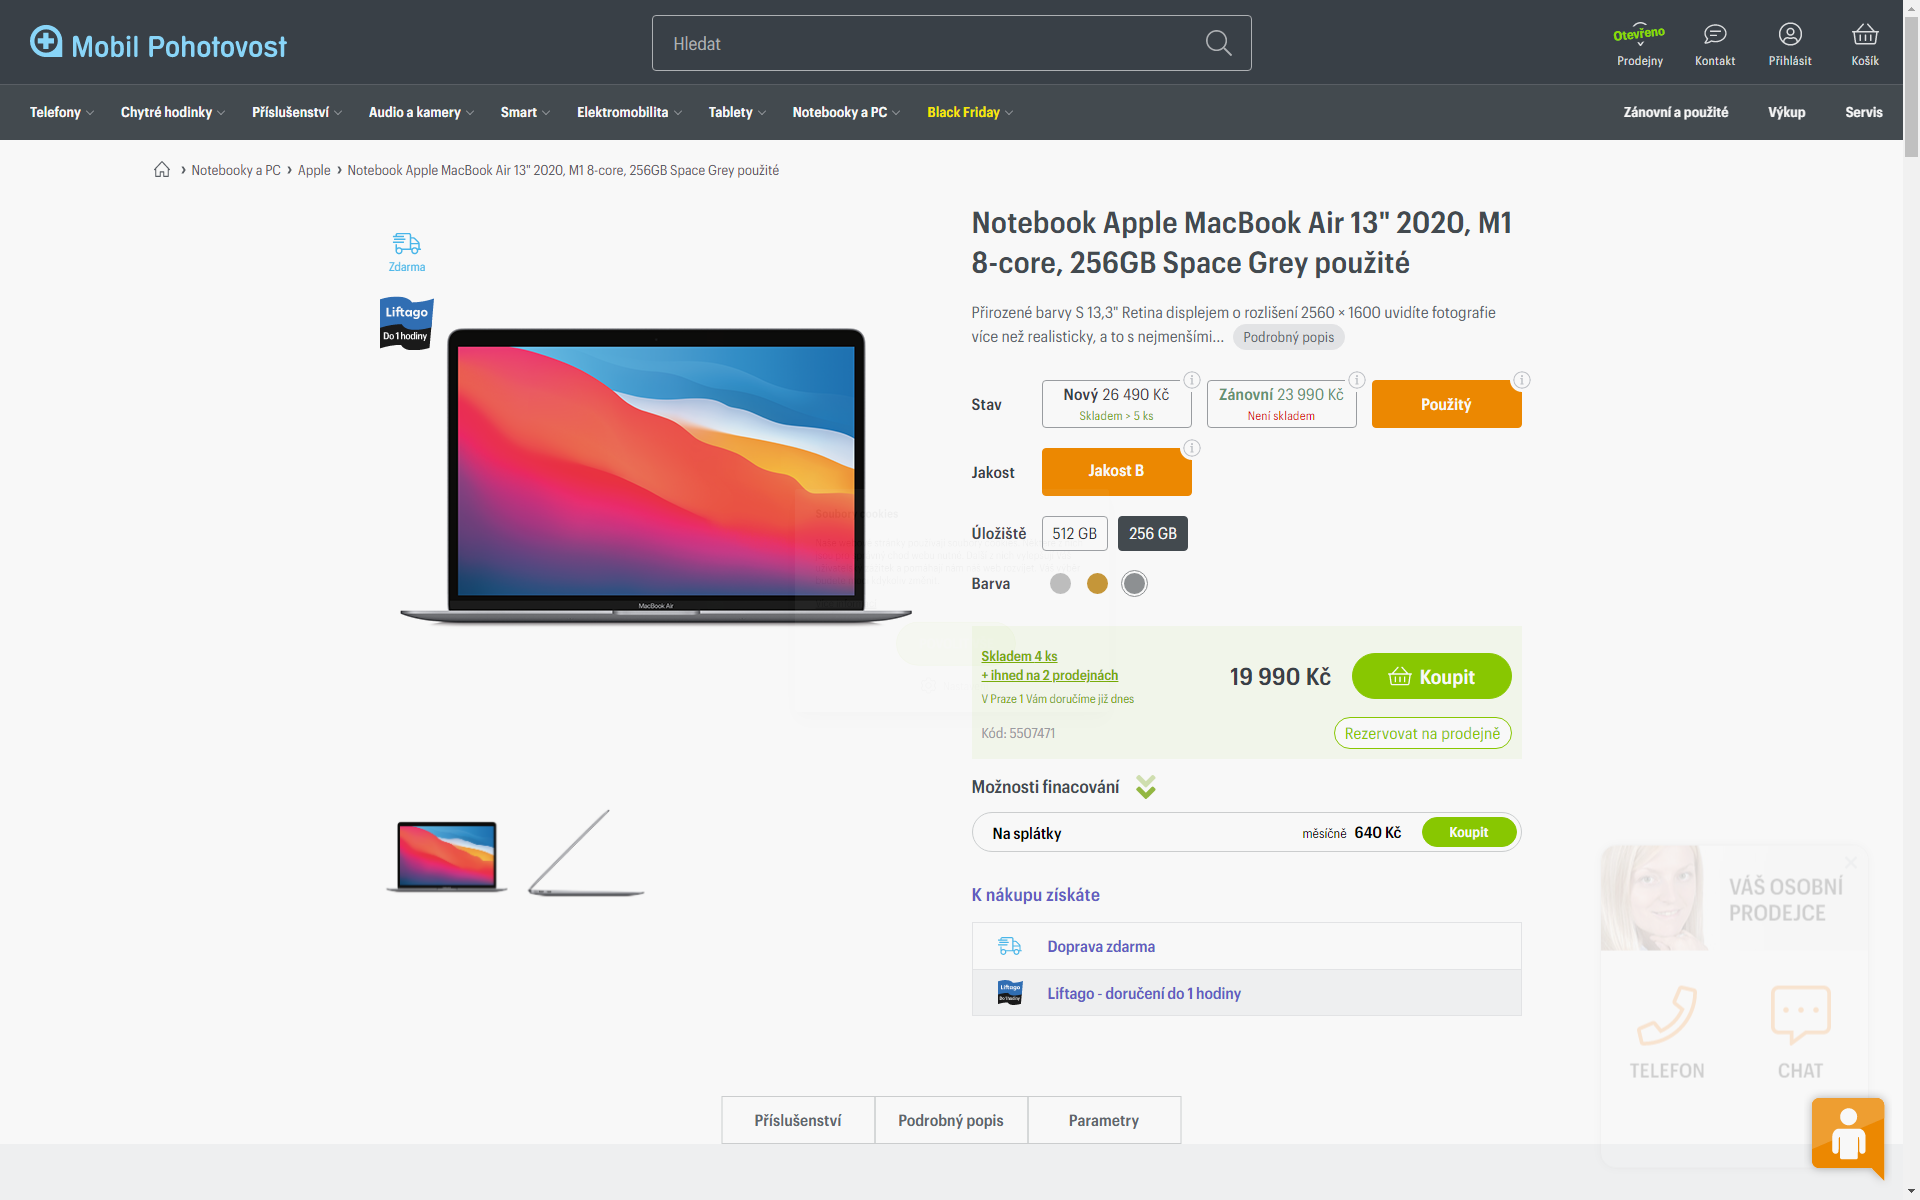 Mobil Pohotovost
Hledat
Otevřeno
Prodejny
Kontakt
Přihlásit
Košík
Telefony
Chytré hodinky
Příslušenství
Audio a kamery
Smart
Elektromobilita
Tablety
Notebooky a PC
Black Friday
Zánovní a použité
Výkup
Servis
Notebooky a PC › Apple › Notebook Apple MacBook Air 13" 2020, M1 8-core, 256GB Space Grey použité
Zdarma
Liftago
Do 1 hodiny
MacBook Air
Notebook Apple MacBook Air 13" 2020, M1
8-core, 256GB Space Grey použité
Přirozené barvy S 13,3" Retina displejem o rozlišení 2560 × 1600 uvidíte fotografie
více než realisticky, a to s nejmenšími... Podrobný popis
Stav
Nový 26 490 Kč
Skladem > 5 ks
Zánovní 23 990 Kč
Není skladem
Použitý
Jakost
Jakost B
Úložiště
512 GB
256 GB
Barva
Skladem 4 ks
+ ihned na 2 prodejnách
V Praze 1 Vám doručíme již dnes
Kód: 5507471
19 990 Kč
Koupit
Rezervovat na prodejně
Možnosti finacování
Na splátky
měsíčně 640 Kč
Koupit
K nákupu získáte
Doprava zdarma
Liftago
Do 1 hodiny
Liftago - doručení do 1 hodiny
VÁŠ OSOBNÍ
PRODEJCE
TELEFON
CHAT
Příslušenství
Podrobný popis
Parametry